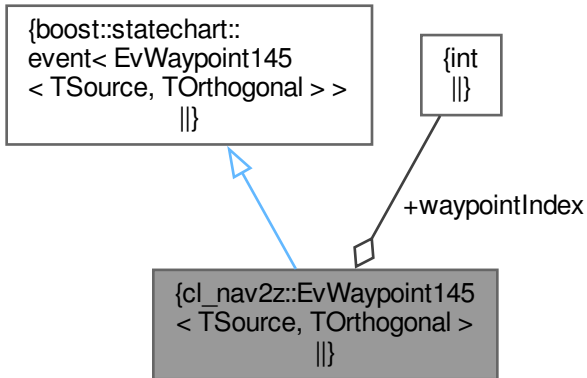 {boost::statechart::
event< EvWaypoint145
< TSource, TOrthogonal > >
||}
{int
||}
+waypointIndex
{cl_nav2z::EvWaypoint145
< TSource, TOrthogonal >
||}